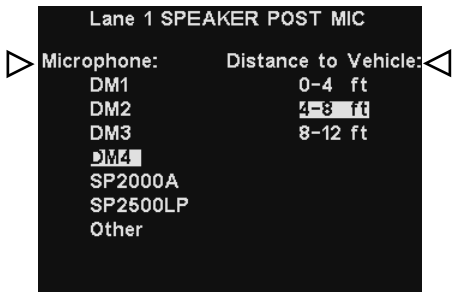 Lane 1 SPEAKER POST MIC
Microphone: Distance to Vehicle:
DM1 0-4 ft
DM2 4-8 ft
DM3 8-12 ft
DM4
SP2000A
SP2500LP
Other